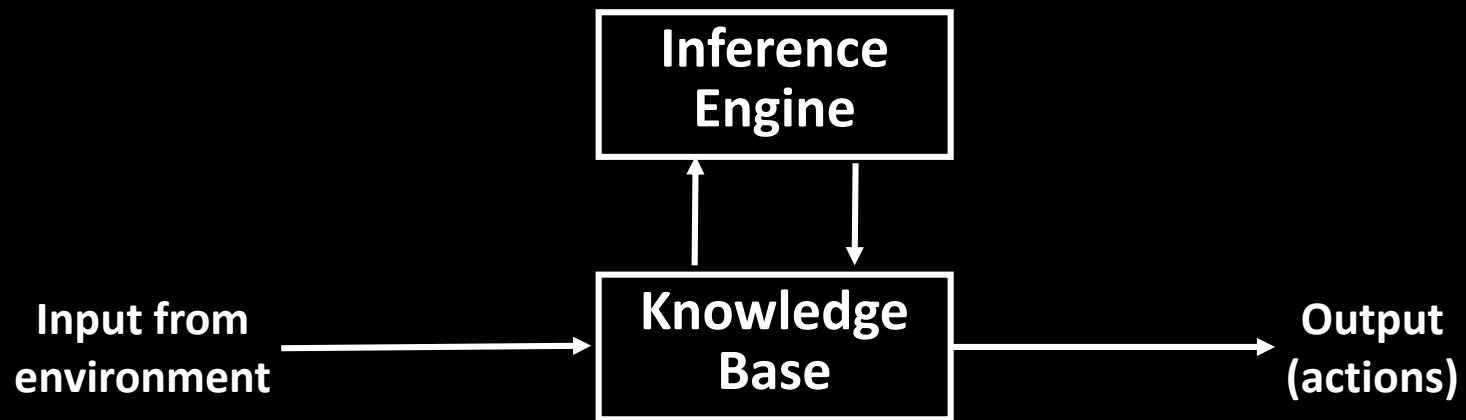 Inference
Engine
Input from
environment
Knowledge
Base
Output
(actions)